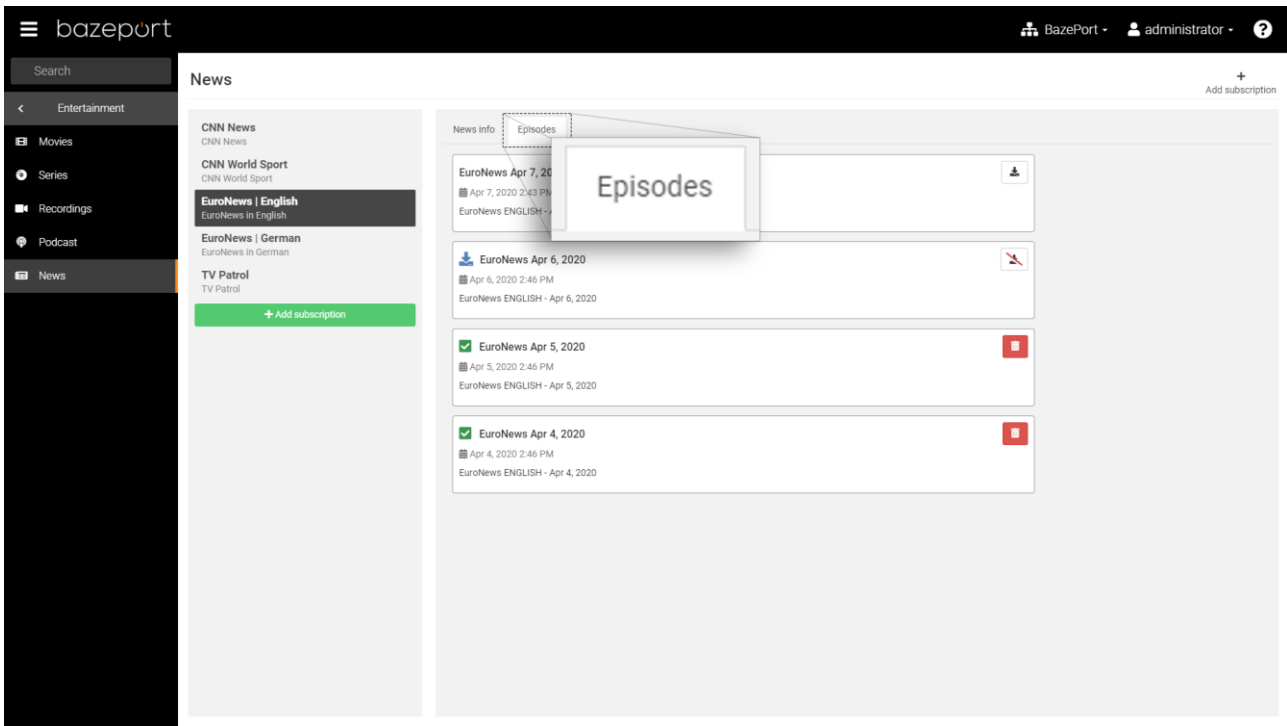 bazeport
BazePort
administrator
?
Search
Entertainment
Movies
Series
Recordings
Podcast
News
News
+
Add subscription
CNN News
CNN News
CNN World Sport
CNN World Sport
EuroNews | English
EuroNews in English
EuroNews | German
EuroNews in German
TV Patrol
TV Patrol
+ Add subscription
News info
Episodes
Episodes
EuroNews Apr 7, 20
Apr 7, 2020 2:43 PM
EuroNews ENGLISH -
EuroNews Apr 6, 2020
Apr 6, 2020 2:46 PM
EuroNews ENGLISH - Apr 6, 2020
EuroNews Apr 5, 2020
Apr 5, 2020 2:46 PM
EuroNews ENGLISH - Apr 5, 2020
EuroNews Apr 4, 2020
Apr 4, 2020 2:46 PM
EuroNews ENGLISH - Apr 4, 2020